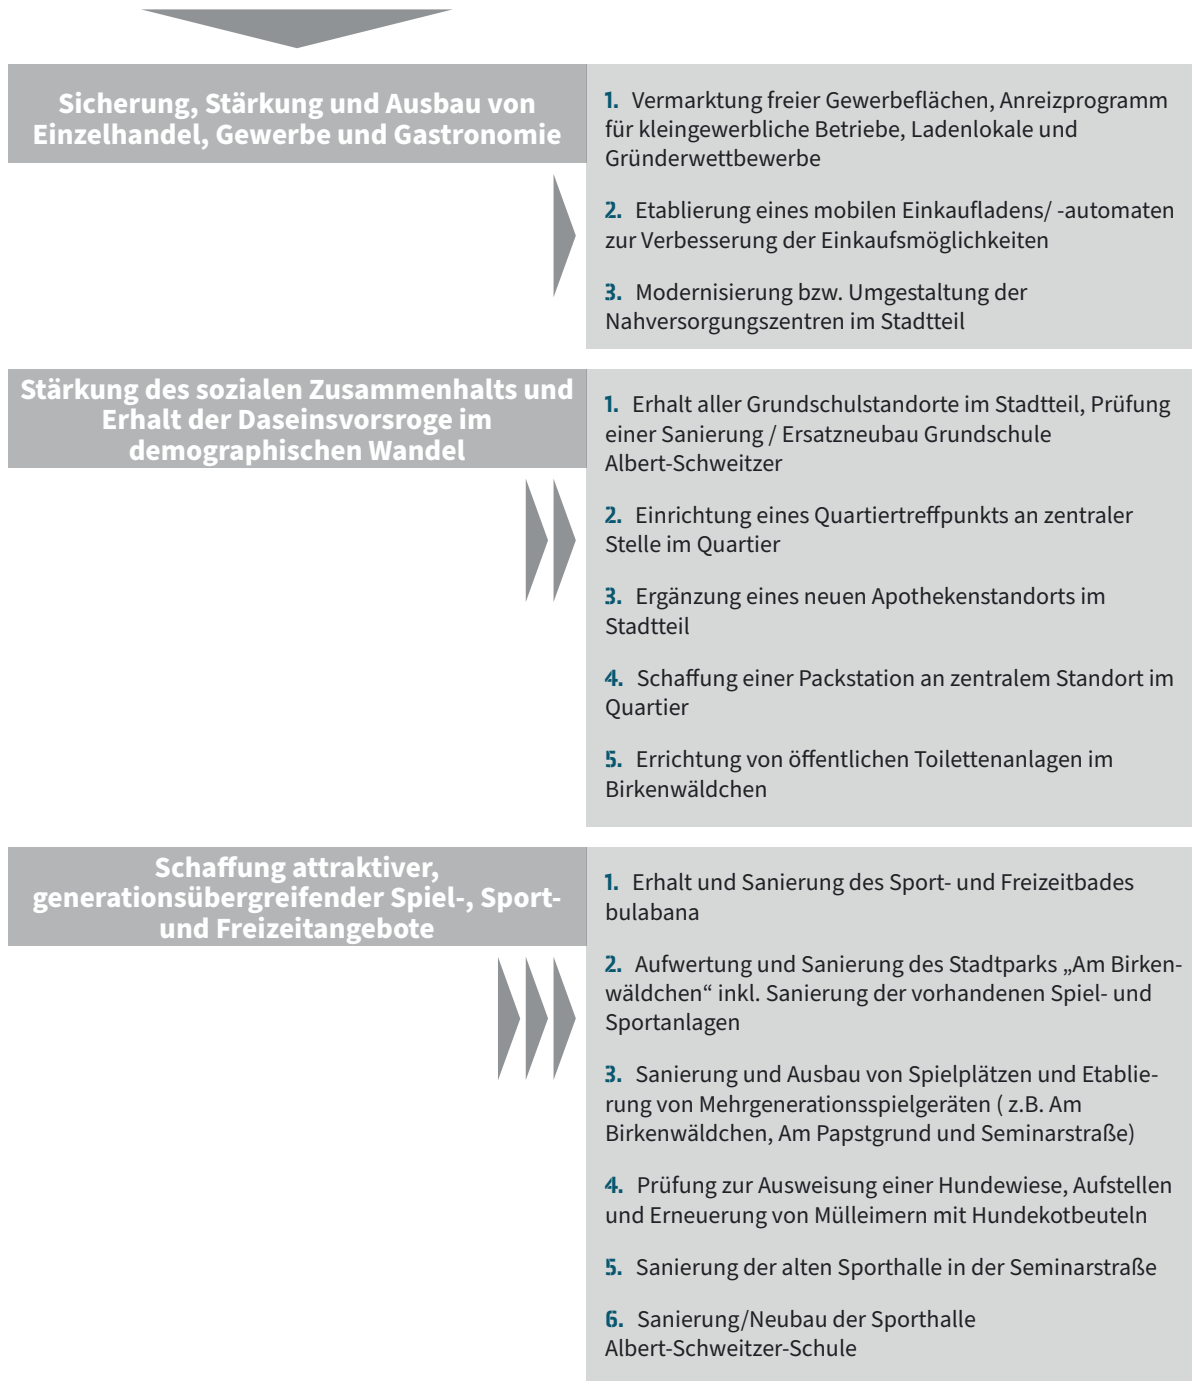 Sicherung, Stärkung und Ausbau von
Einzelhandel, Gewerbe und Gastronomie
1. Vermarktung freier Gewerbeflächen, Anreizprogramm
für kleingewerbliche Betriebe, Ladenlokale und
Gründerwettbewerbe
2. Etablierung eines mobilen Einkaufladens/ -automaten
zur Verbesserung der Einkaufsmöglichkeiten
3. Modernisierung bzw. Umgestaltung der
Nahversorgungszentren im Stadtteil
Stärkung des sozialen Zusammenhalts und
Erhalt der Daseinsvorsroge im
demographischen Wandel
1. Erhalt aller Grundschulstandorte im Stadtteil, Prüfung
einer Sanierung / Ersatzneubau Grundschule
Albert-Schweitzer
2. Einrichtung eines Quartiertreffpunkts an zentraler
Stelle im Quartier
3. Ergänzung eines neuen Apothekenstandorts im
Stadtteil
4. Schaffung einer Packstation an zentralem Standort im
Quartier
5. Errichtung von öffentlichen Toilettenanlagen im
Birkenwäldchen
Schaffung attraktiver,
generationsübergreifender Spiel-, Sport-
und Freizeitangebote
1. Erhalt und Sanierung des Sport- und Freizeitbades
bulabana
2. Aufwertung und Sanierung des Stadtparks „Am Birken-
wäldchen“ inkl. Sanierung der vorhandenen Spiel- und
Sportanlagen
3. Sanierung und Ausbau von Spielplätzen und Etablie-
rung von Mehrgenerationsspielgeräten ( z.B. Am
Birkenwäldchen, Am Papstgrund und Seminarstraße)
4. Prüfung zur Ausweisung einer Hundewiese, Aufstellen
und Erneuerung von Mülleimern mit Hundekotbeuteln
5. Sanierung der alten Sporthalle in der Seminarstraße
6. Sanierung/Neubau der Sporthalle
Albert-Schweitzer-Schule